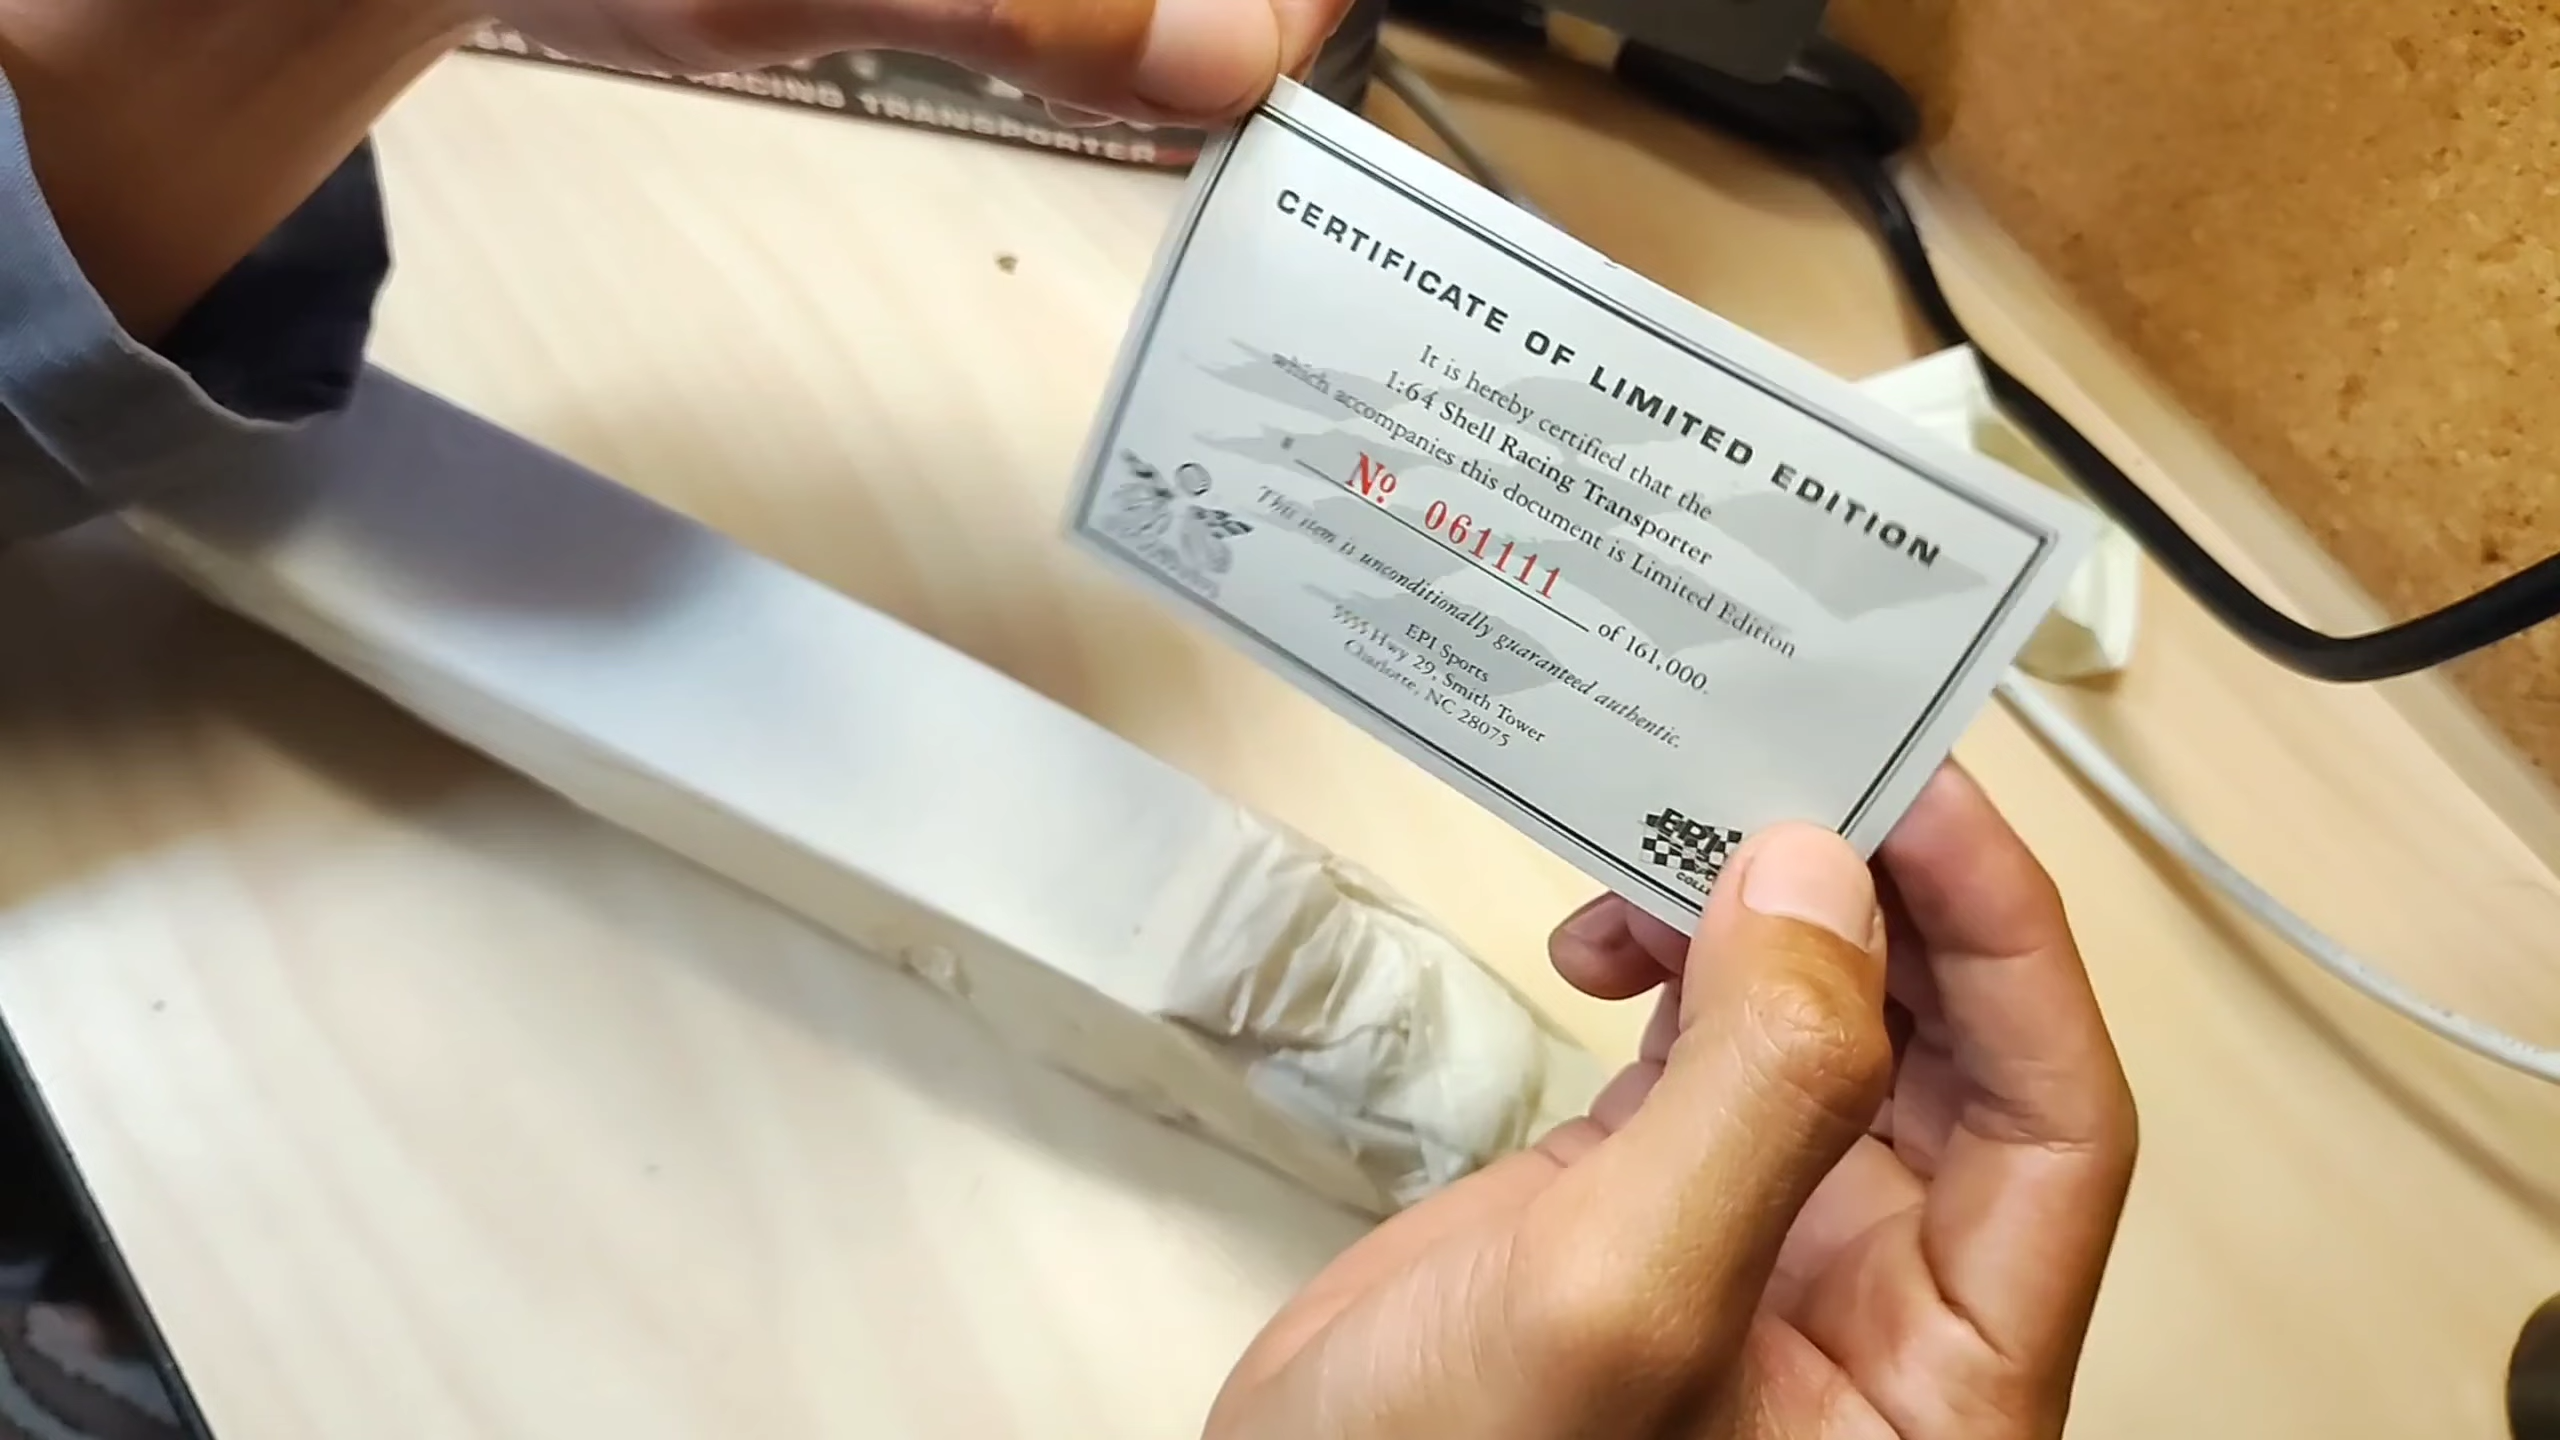 RACING TRANSPORTER
CERTIFICATE OF LIMITED EDITION
It is hereby certified that the
1:64 Shell Racing Transporter
which accompanies this document is Limited Edition
# Nº 061111 of 161,000.
This item is unconditionally guaranteed authentic.
EPI Sports
5555 Hwy 29, Smith Tower
Charlotte, NC 28075
EPI